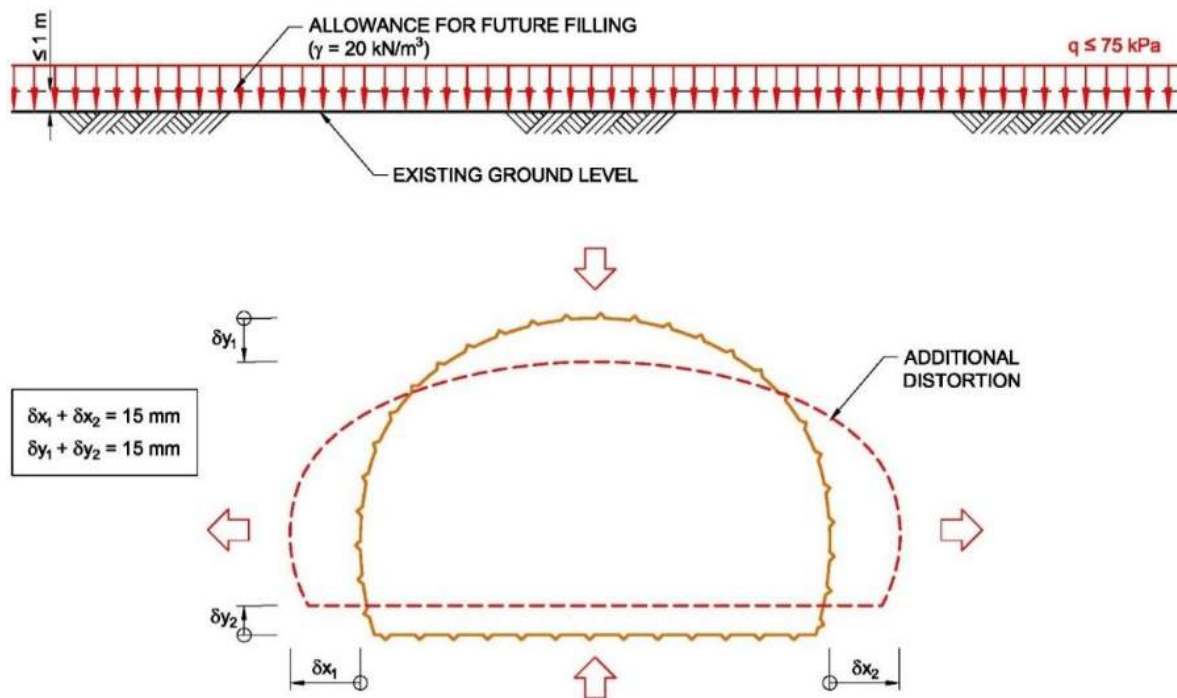 ≤ 1 m
ALLOWANCE FOR FUTURE FILLING
(γ = 20 kN/m³)
q ≤ 75 kPa
EXISTING GROUND LEVEL
δy₁
ADDITIONAL
DISTORTION
δx₁ + δx₂ = 15 mm
δy₁ + δy₂ = 15 mm
δy₂
δx₁
δx₂